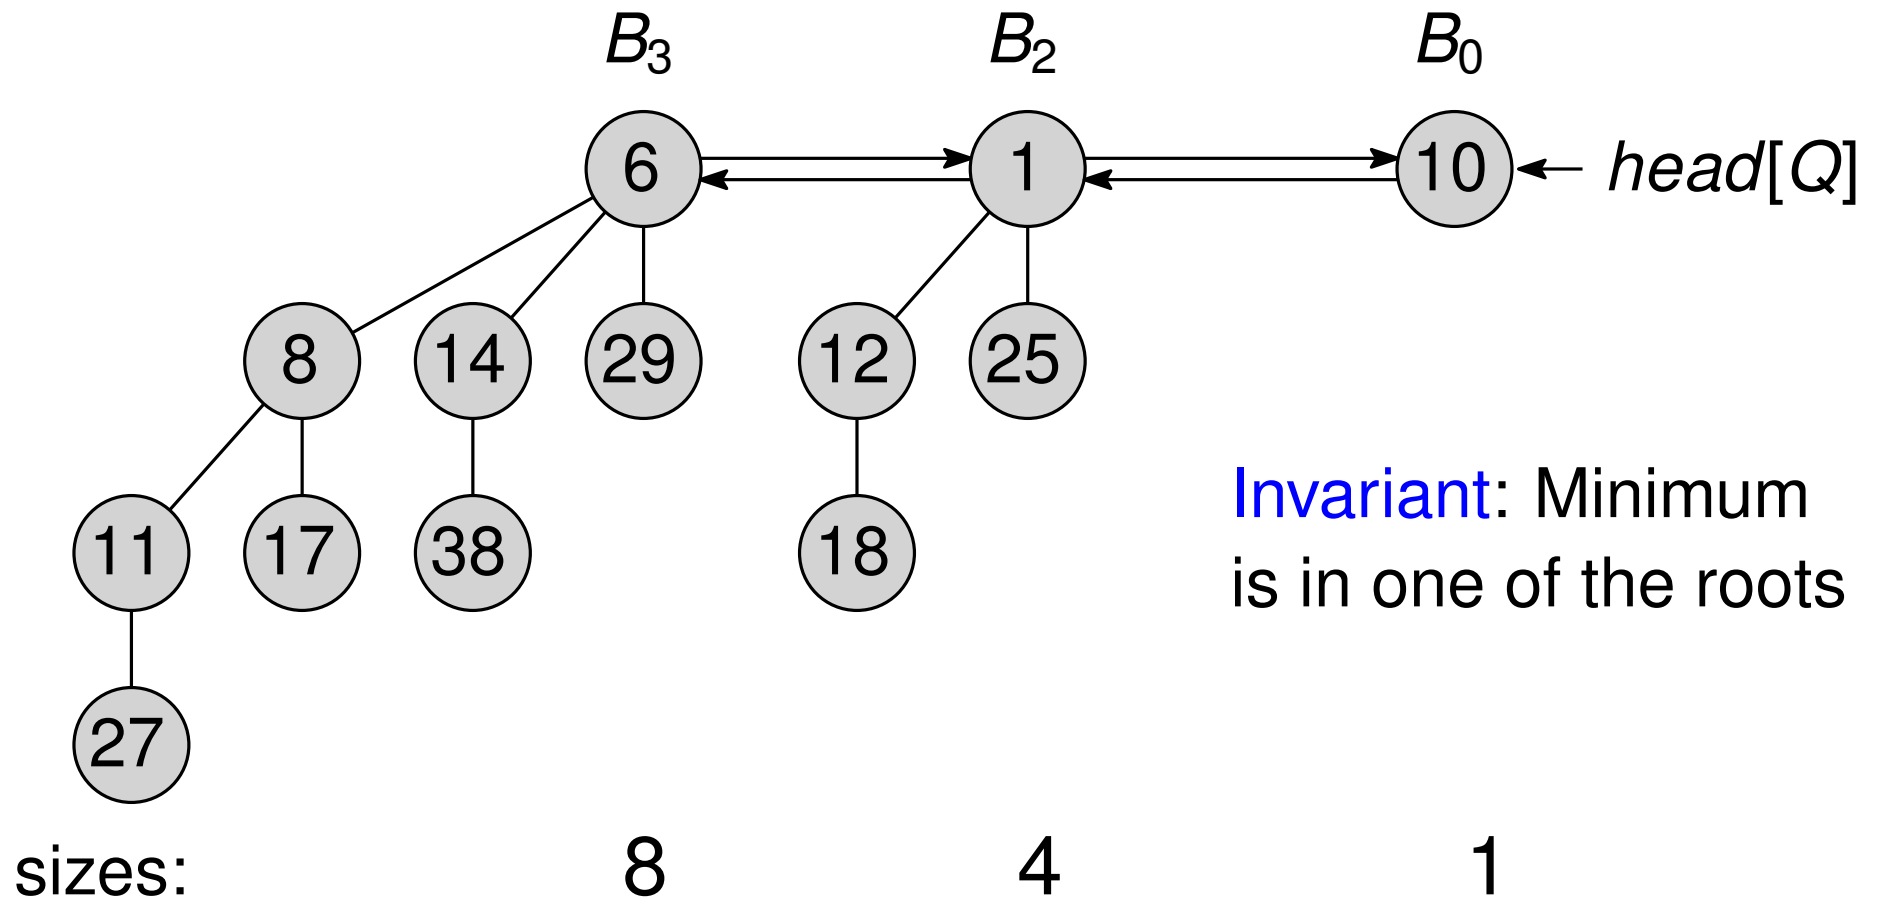 B3 B2 B0
6 1 10 head[Q]
8 14 29 12 25
11 17 38 18
Invariant: Minimum
is in one of the roots
27
sizes: 8 4 1